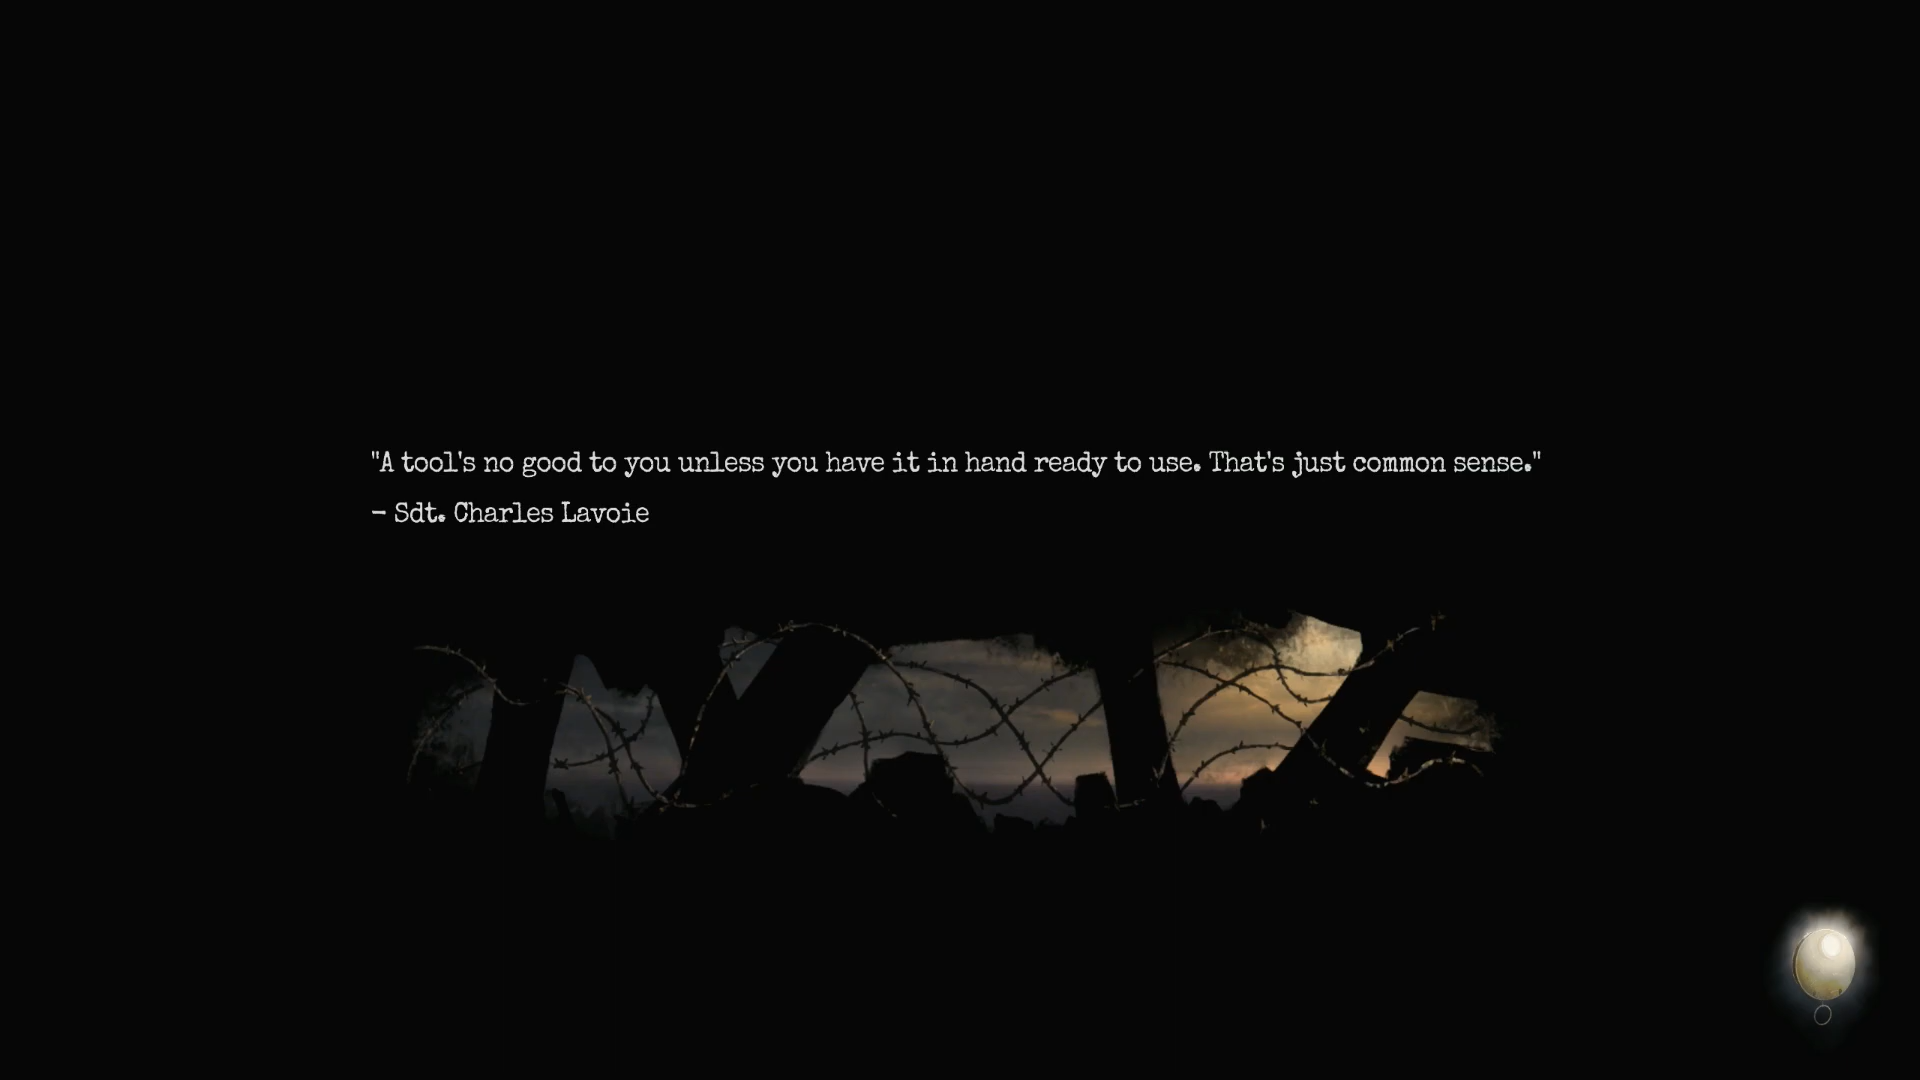 "A tool's no good to you unless you have it in hand ready to use. That's just common sense."
- Sdt. Charles Lavoie